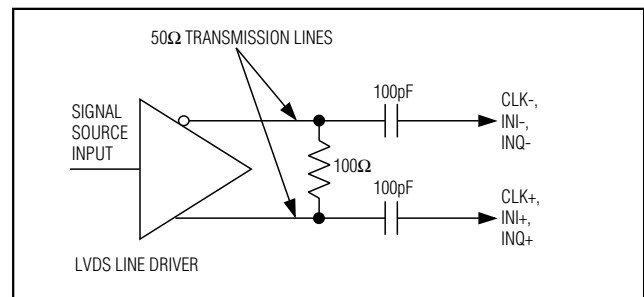 50Ω TRANSMISSION LINES
100pF
CLK-,
INI-,
INQ-
SIGNAL
SOURCE
INPUT
100Ω
100pF
CLK+,
INI+,
INQ+
LVDS LINE DRIVER